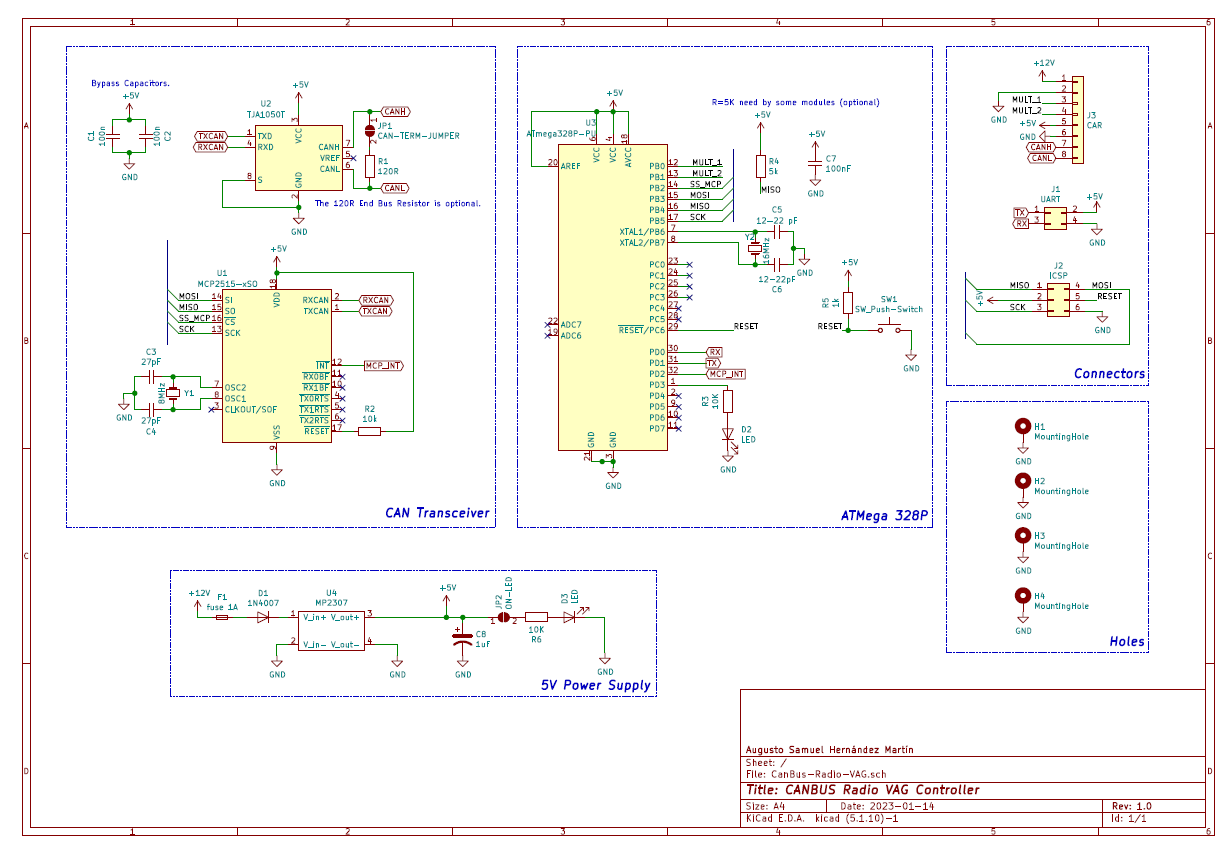 1 2 3 4 5 6
A
B
C
D
Bypass Capacitors.
+5V
C1
100n
100n
C2
GND
U2
TJA1050T
+5V
TXCAN
RXCAN
1 TXD
4 RXD
8 S
3 VCC
2 GND
CANH 7
VREF 5
CANL 6
CANH
JP1
CAN-TERM-JUMPER
1
2
R1
120R
CANL
The 120R End Bus Resistor is optional.
GND
+5V
U1
MCP2515-xSO
MOSI 14 SI
MISO 15 SO
SS_MCP 16 CS
SCK 13 SCK
18 VDD
RXCAN 2 RXCAN
TXCAN 1 TXCAN
INT 12 MCP_INT
RX0BF 11
RX1BF 10
TX0RTS 4
TX1RTS 5
TX2RTS 6
RESET 17
7 OSC2
8 OSC1
3 CLKOUT/SOF
9 VSS
C3
27pF
8MHz
Y1
27pF
C4
GND
R2
10k
GND
CAN Transceiver
+5V
U3
ATmega328P-PU
20 AREF
6 VCC
4 VCC
18 AVCC
PB0 12 MULT_1
PB1 13 MULT_2
PB2 14 SS_MCP
PB3 15 MOSI
PB4 16 MISO
PB5 17 SCK
XTAL1/PB6 7
XTAL2/PB7 8
PC0 23
PC1 24
PC2 25
PC3 26
PC4 27
PC5 28
RESET/PC6 29 RESET
22 ADC7
19 ADC6
PD0 30 RX
PD1 31 TX
PD2 32 MCP_INT
PD3 1
PD4 2
PD5 9
PD6 10
PD7 11
21 GND
3 GND
GND
R=5K need by some modules (optional)
+5V
R4
5k
MISO
+5V
C7
100nF
GND
C5
12-22 pF
Y2
16MHz
12-22pF
C6
GND
+5V
R5
1k
RESET
SW1
SW_Push-Switch
GND
R3
10K
D2
LED
GND
ATMega 328P
+12V
GND
MULT_1
MULT_2
+5V
GND
CANH
CANL
1
2
3
4
5
6
7
8
J3
CAR
J1
UART
TX 1 2 +5V
RX 3 4
GND
J2
ICSP
MISO 1 4 MOSI
+5V 2 5 RESET
SCK 3 6
GND
Connectors
H1
MountingHole
GND
H2
MountingHole
GND
H3
MountingHole
GND
H4
MountingHole
GND
Holes
+12V
F1
fuse 1A
D1
1N4007
U4
MP2307
1 V_in+ V_out+ 3
2 V_in- V_out- 4
GND
GND
+5V
C8
1uF
GND
JP2
ON-LED
1 2
10K
R6
D3
LED
GND
5V Power Supply
Augusto Samuel Hernández Martín
Sheet: /
File: CanBus-Radio-VAG.sch
Title: CANBUS Radio VAG Controller
Size: A4 Date: 2023-01-14 Rev: 1.0
KiCad E.D.A. kicad (5.1.10)-1 Id: 1/1
A
B
C
D
1 2 3 4 5 6